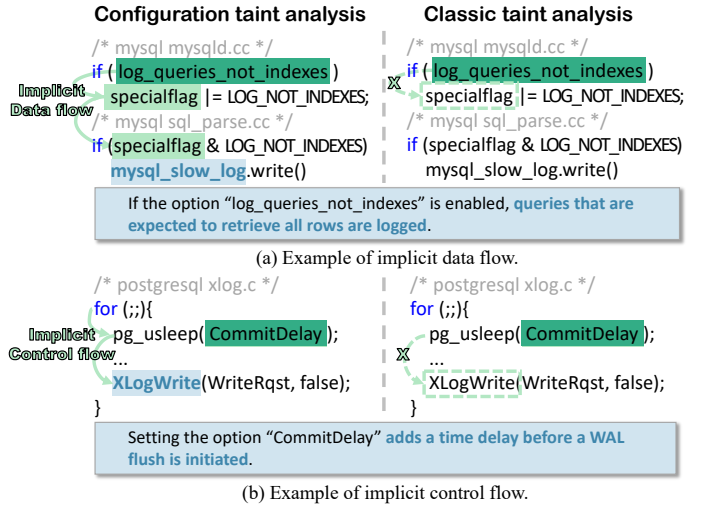 Configuration taint analysis
Classic taint analysis
/* mysql mysqld.cc */
if ( log_queries_not_indexes )
specialflag |= LOG_NOT_INDEXES;
/* mysql sql_parse.cc */
if (specialflag & LOG_NOT_INDEXES)
mysql_slow_log.write()
Implicit
Data flow
/* mysql mysqld.cc */
if ( log_queries_not_indexes )
X
specialflag |= LOG_NOT_INDEXES;
/* mysql sql_parse.cc */
if (specialflag & LOG_NOT_INDEXES)
mysql_slow_log.write()
If the option “log_queries_not_indexes” is enabled, queries that are
expected to retrieve all rows are logged.
(a) Example of implicit data flow.
/* postgresql xlog.c */
for (;;){
pg_usleep( CommitDelay );
...
XLogWrite(WriteRqst, false);
}
Implicit
Control flow
/* postgresql xlog.c */
for (;;){
pg_usleep( CommitDelay );
X
...
XLogWrite(WriteRqst, false);
}
Setting the option “CommitDelay” adds a time delay before a WAL
flush is initiated.
(b) Example of implicit control flow.